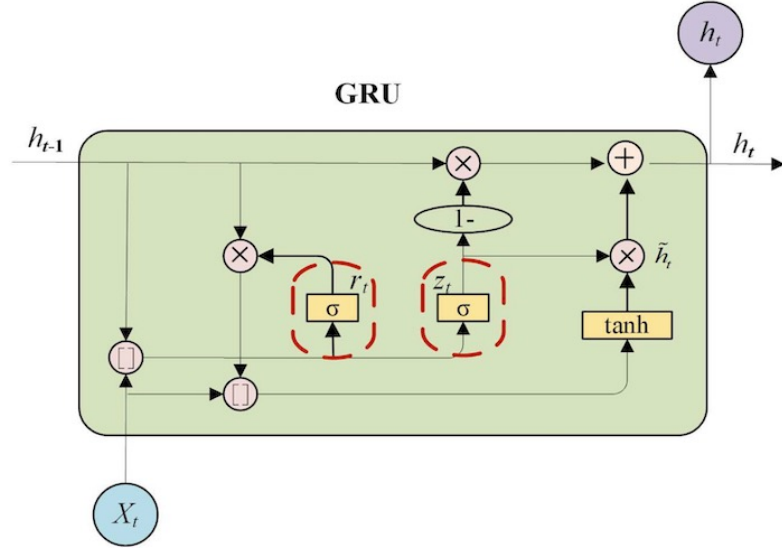 h_t
GRU
h_{t-1}
h_t
×
+
1-
×
r_t
z_t
×
h̃_t
σ
σ
tanh
[]
[]
X_t